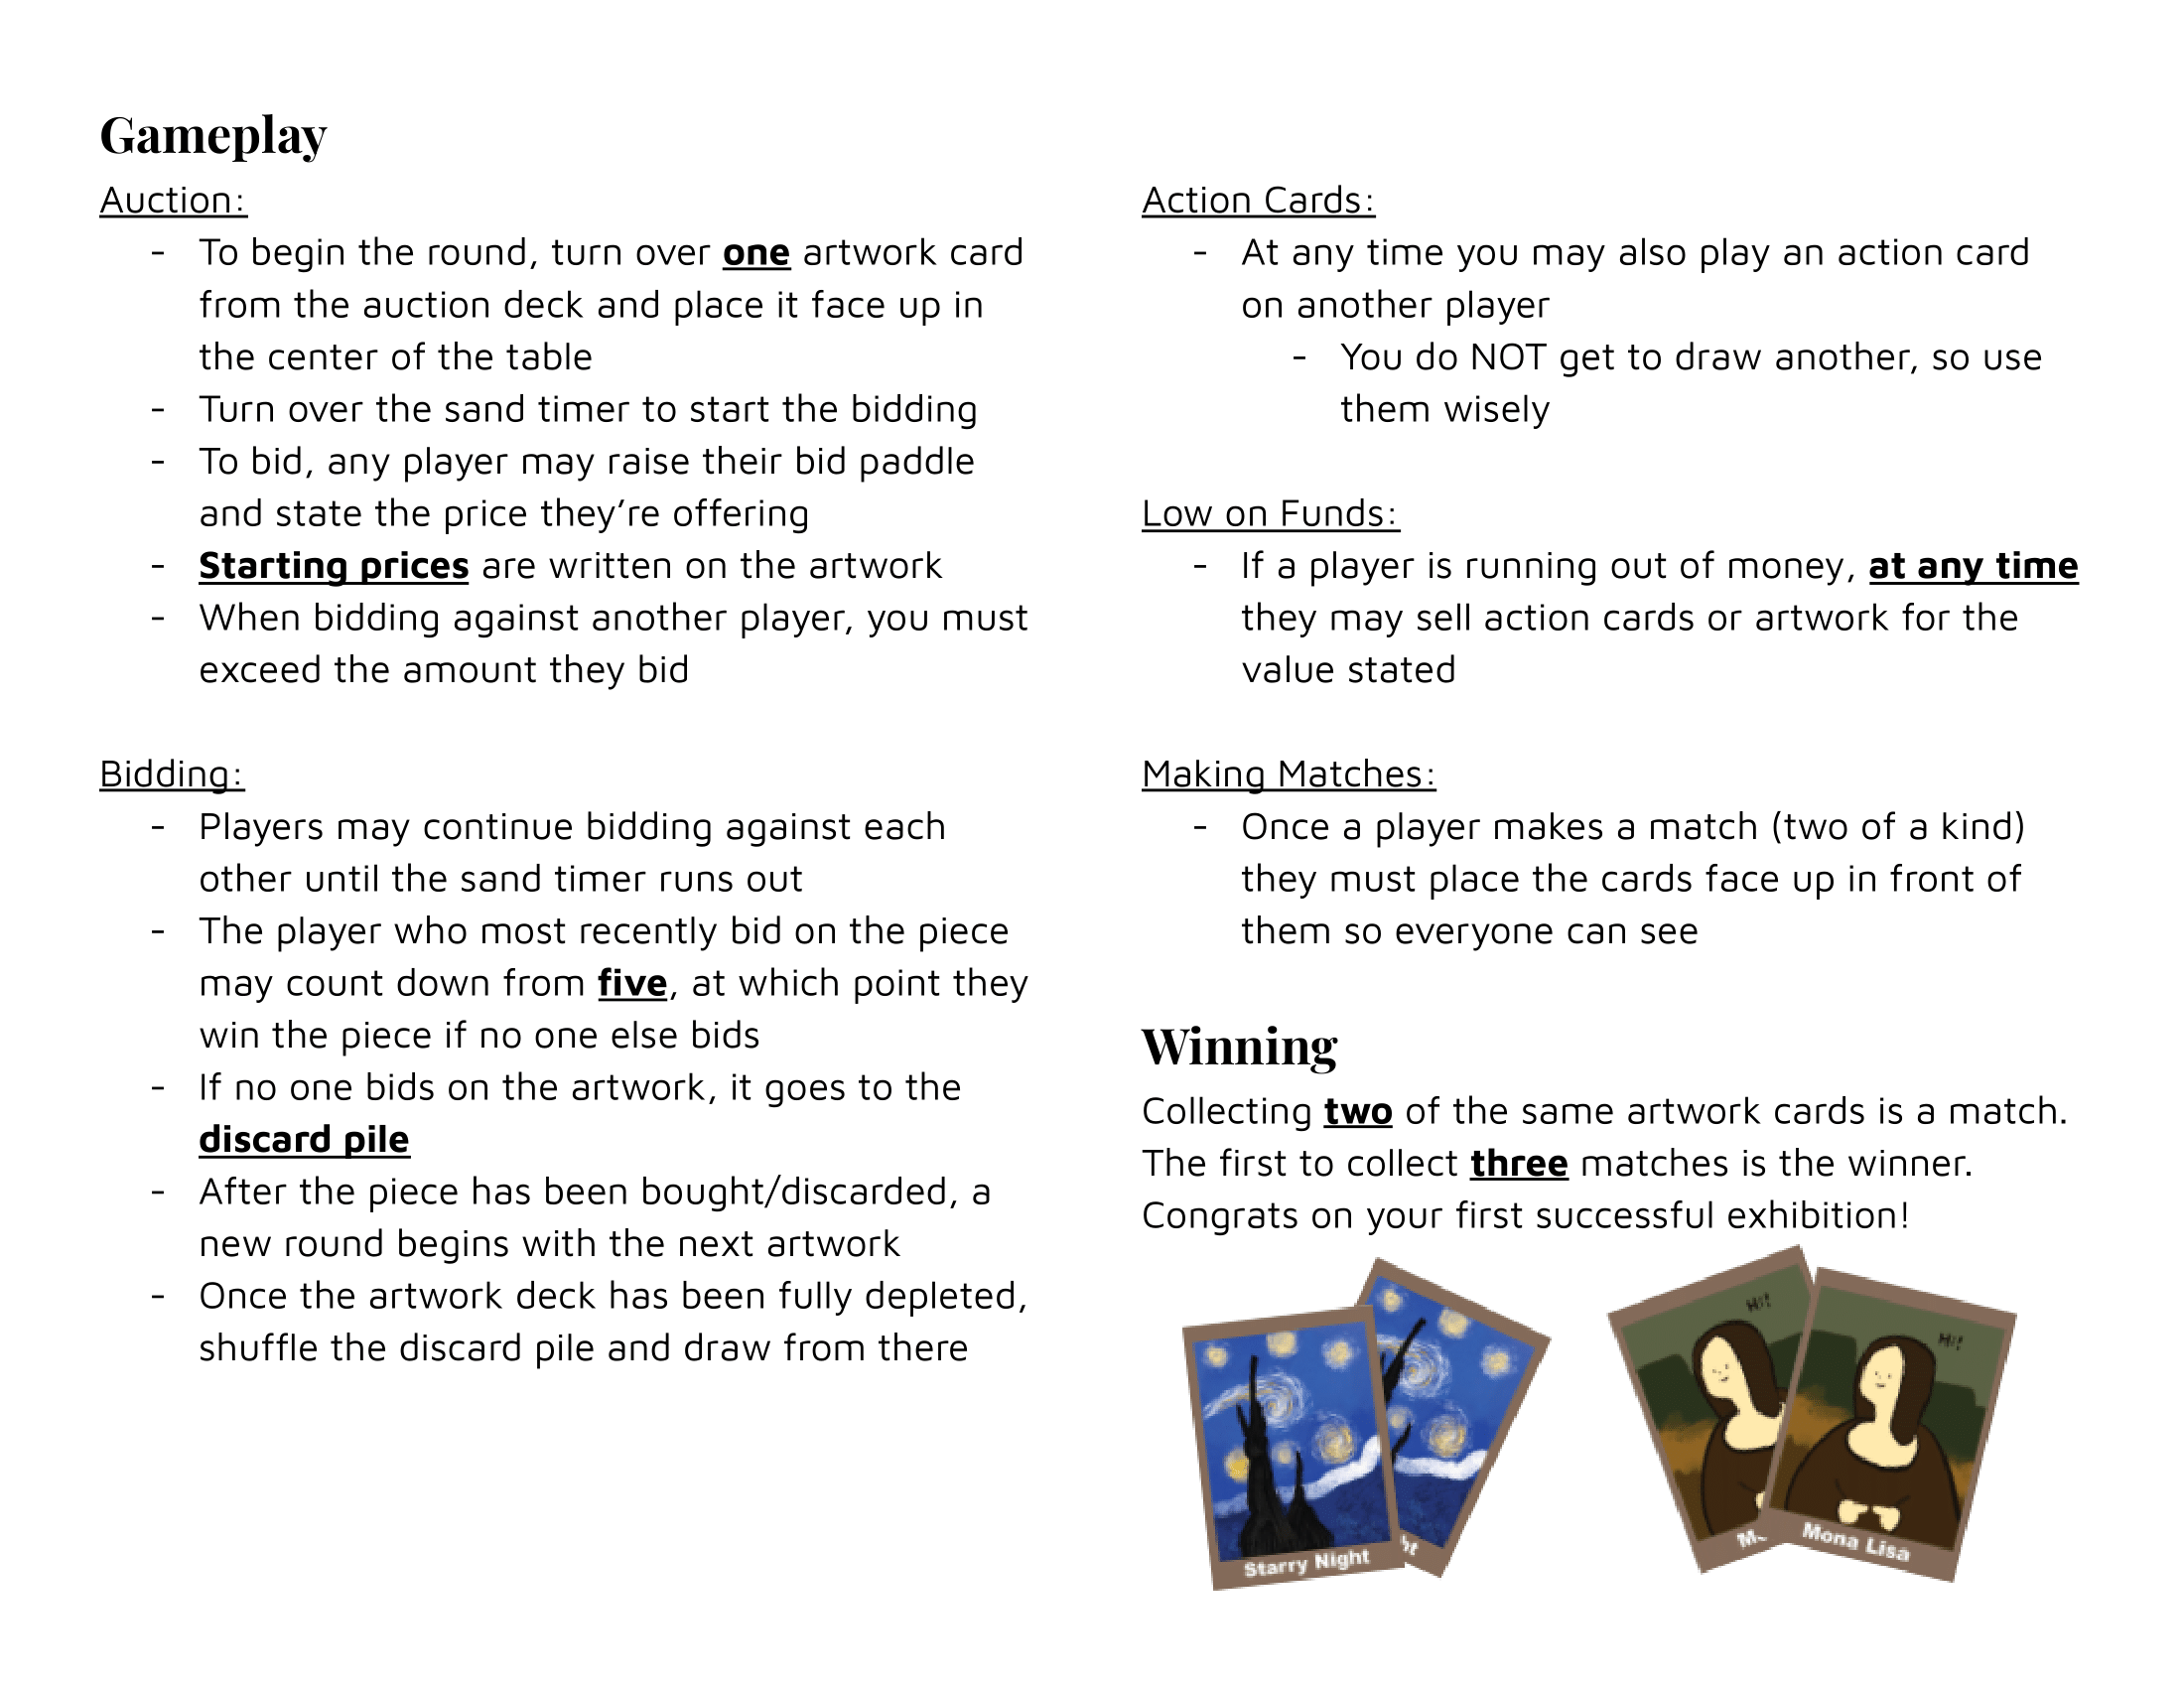 Gameplay
Auction:
- To begin the round, turn over one artwork card
from the auction deck and place it face up in
the center of the table
- Turn over the sand timer to start the bidding
- To bid, any player may raise their bid paddle
and state the price they’re offering
- Starting prices are written on the artwork
- When bidding against another player, you must
exceed the amount they bid
Bidding:
- Players may continue bidding against each
other until the sand timer runs out
- The player who most recently bid on the piece
may count down from five, at which point they
win the piece if no one else bids
- If no one bids on the artwork, it goes to the
discard pile
- After the piece has been bought/discarded, a
new round begins with the next artwork
- Once the artwork deck has been fully depleted,
shuffle the discard pile and draw from there
Action Cards:
- At any time you may also play an action card
on another player
- You do NOT get to draw another, so use
them wisely
Low on Funds:
- If a player is running out of money, at any time
they may sell action cards or artwork for the
value stated
Making Matches:
- Once a player makes a match (two of a kind)
they must place the cards face up in front of
them so everyone can see
Winning
Collecting two of the same artwork cards is a match.
The first to collect three matches is the winner.
Congrats on your first successful exhibition!
Starry Night
ht
Hi!
M
Hi!
Mona Lisa